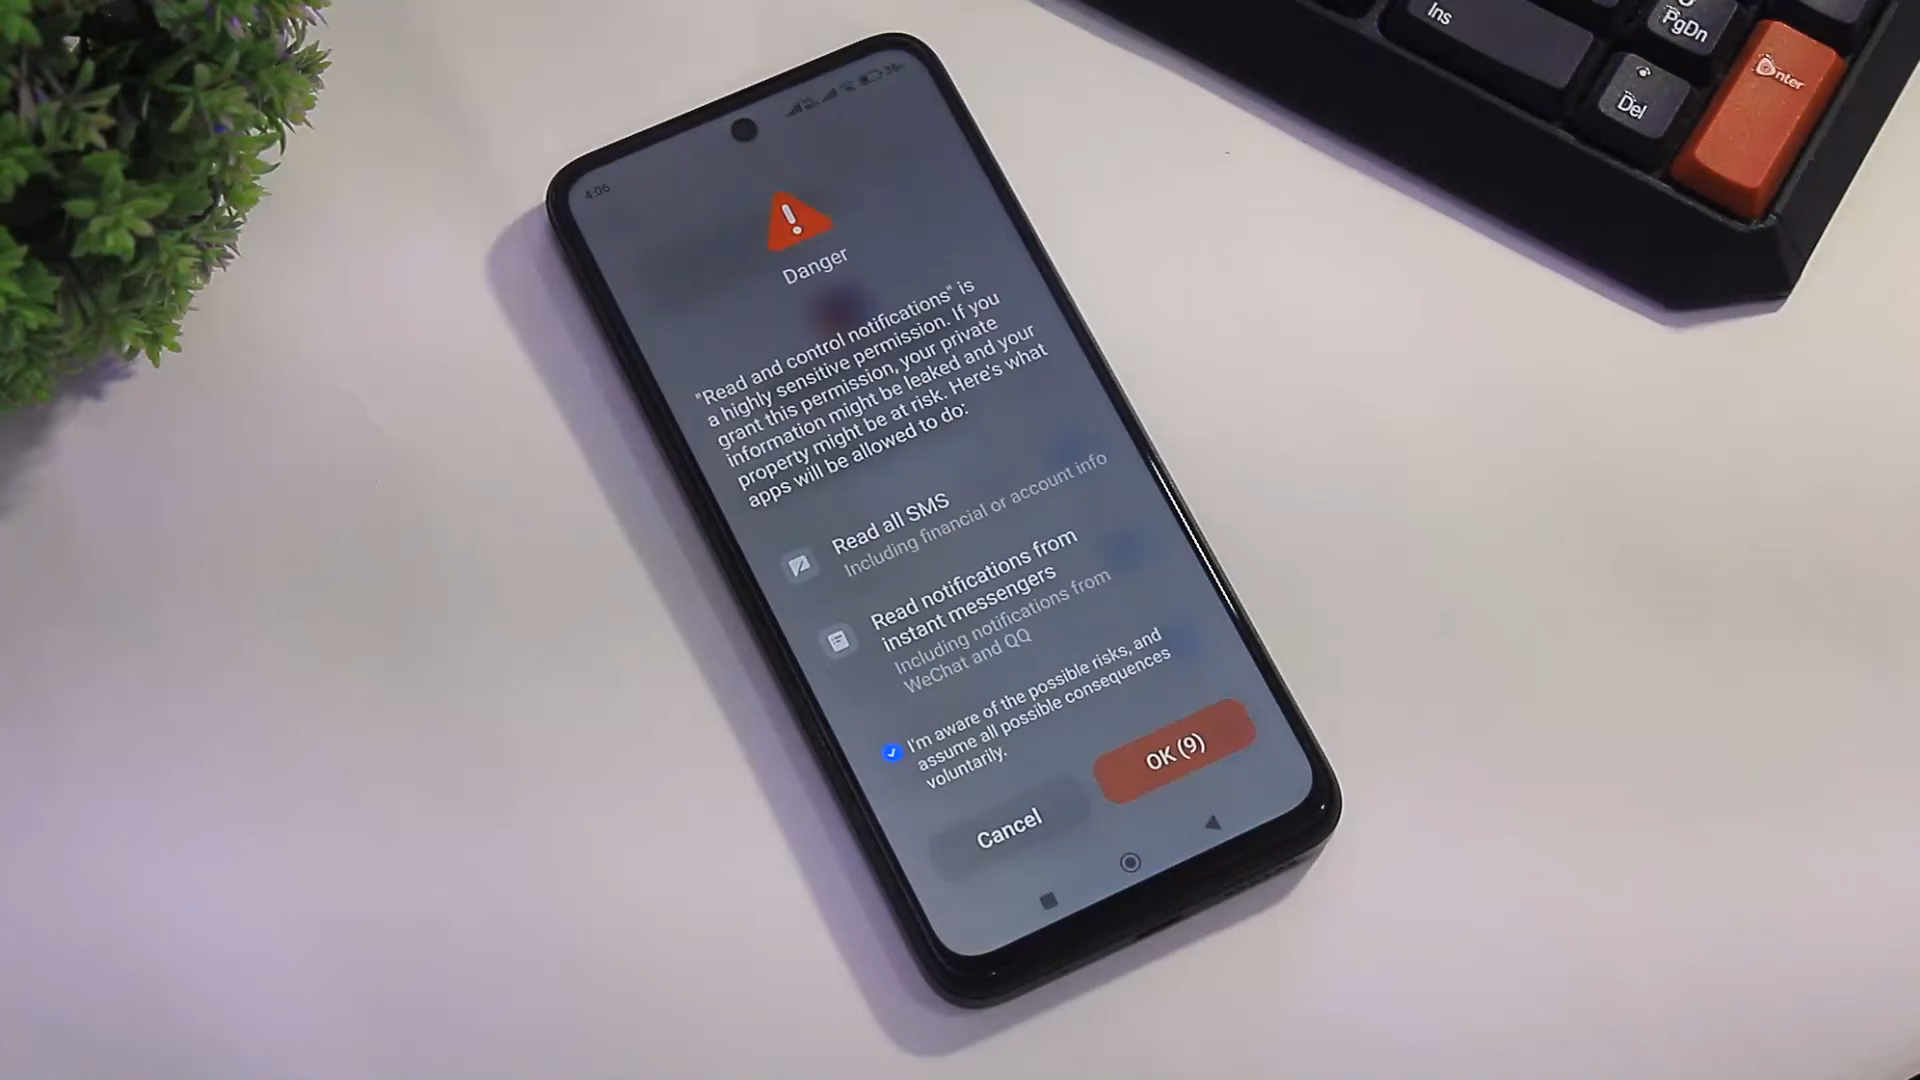 4:06
36
Danger
"Read and control notifications" is
a highly sensitive permission. If you
grant this permission, your private
information might be leaked and your
property might be at risk. Here's what
apps will be allowed to do:
Read all SMS
Including financial or account info
Read notifications from
instant messengers
Including notifications from
WeChat and QQ
I'm aware of the possible risks, and
assume all possible consequences
voluntarily.
OK (9)
Cancel
Ins
PgDn
Del
Enter